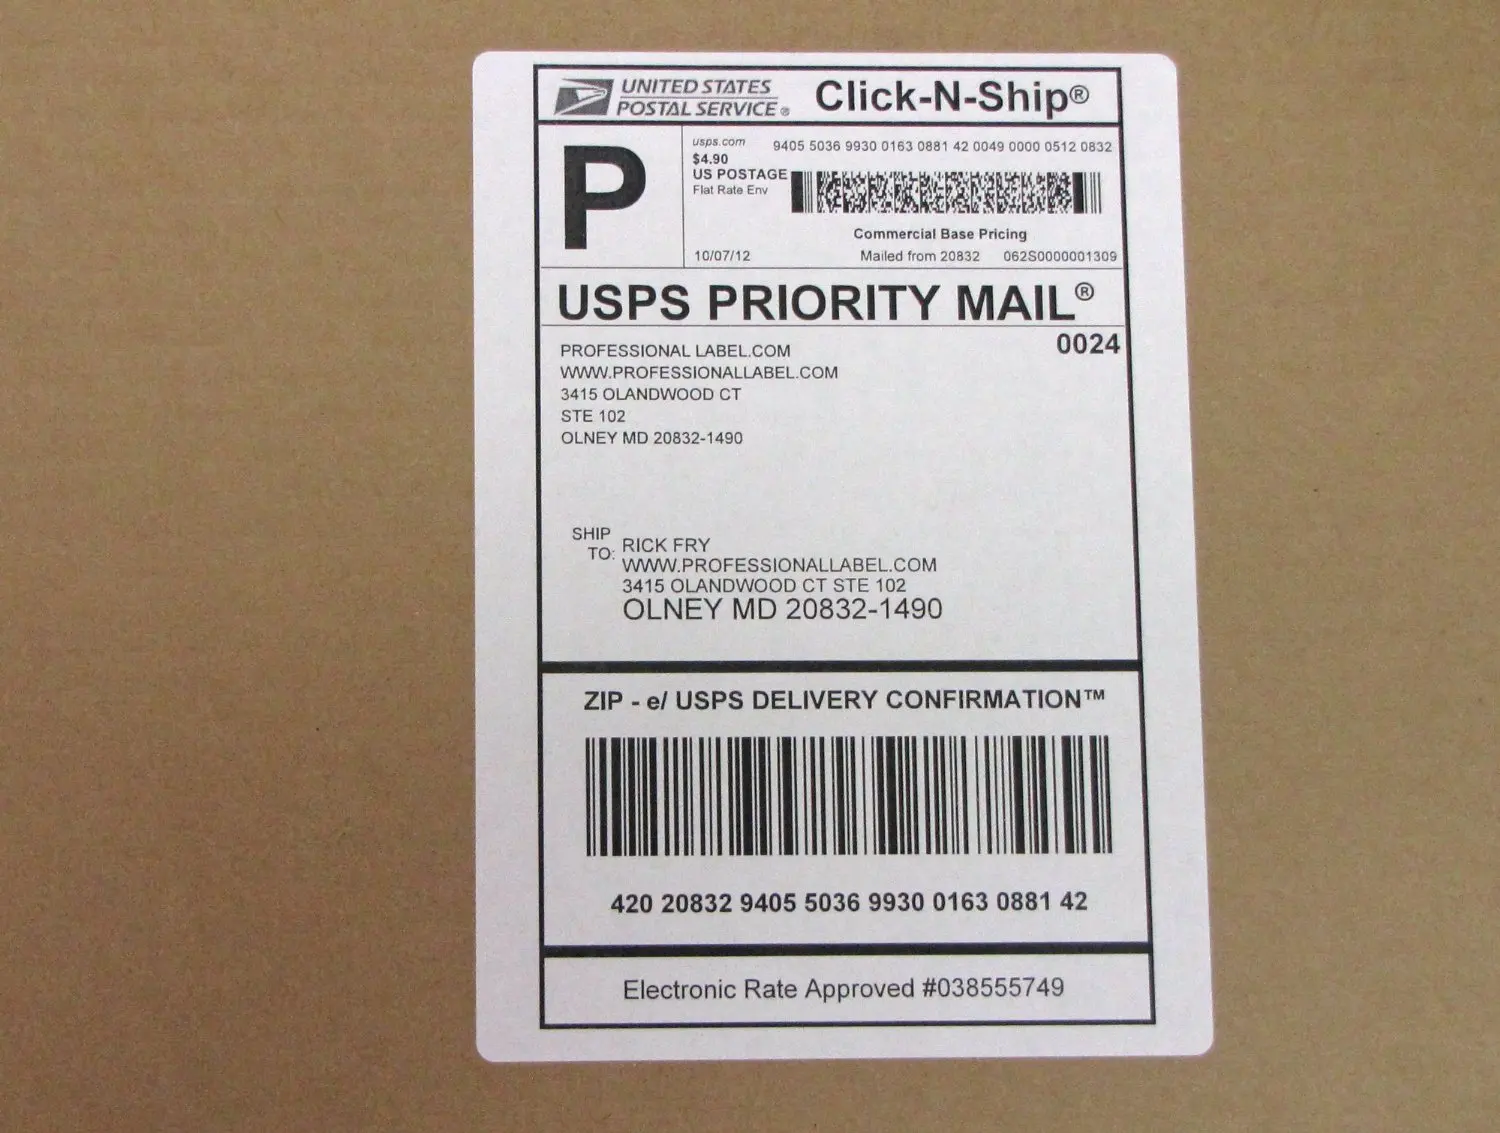 UNITED STATES
POSTAL SERVICE®
Click-N-Ship®
P
usps.com
$4.90
US POSTAGE
Flat Rate Env
9405 5036 9930 0163 0881 42 0049 0000 0512 0832
Commercial Base Pricing
10/07/12
Mailed from 20832 062S0000001309
USPS PRIORITY MAIL®
0024
PROFESSIONAL LABEL.COM
WWW.PROFESSIONALLABEL.COM
3415 OLANDWOOD CT
STE 102
OLNEY MD 20832-1490
SHIP
TO:
RICK FRY
WWW.PROFESSIONALLABEL.COM
3415 OLANDWOOD CT STE 102
OLNEY MD 20832-1490
ZIP - e/ USPS DELIVERY CONFIRMATION™
420 20832 9405 5036 9930 0163 0881 42
Electronic Rate Approved #038555749